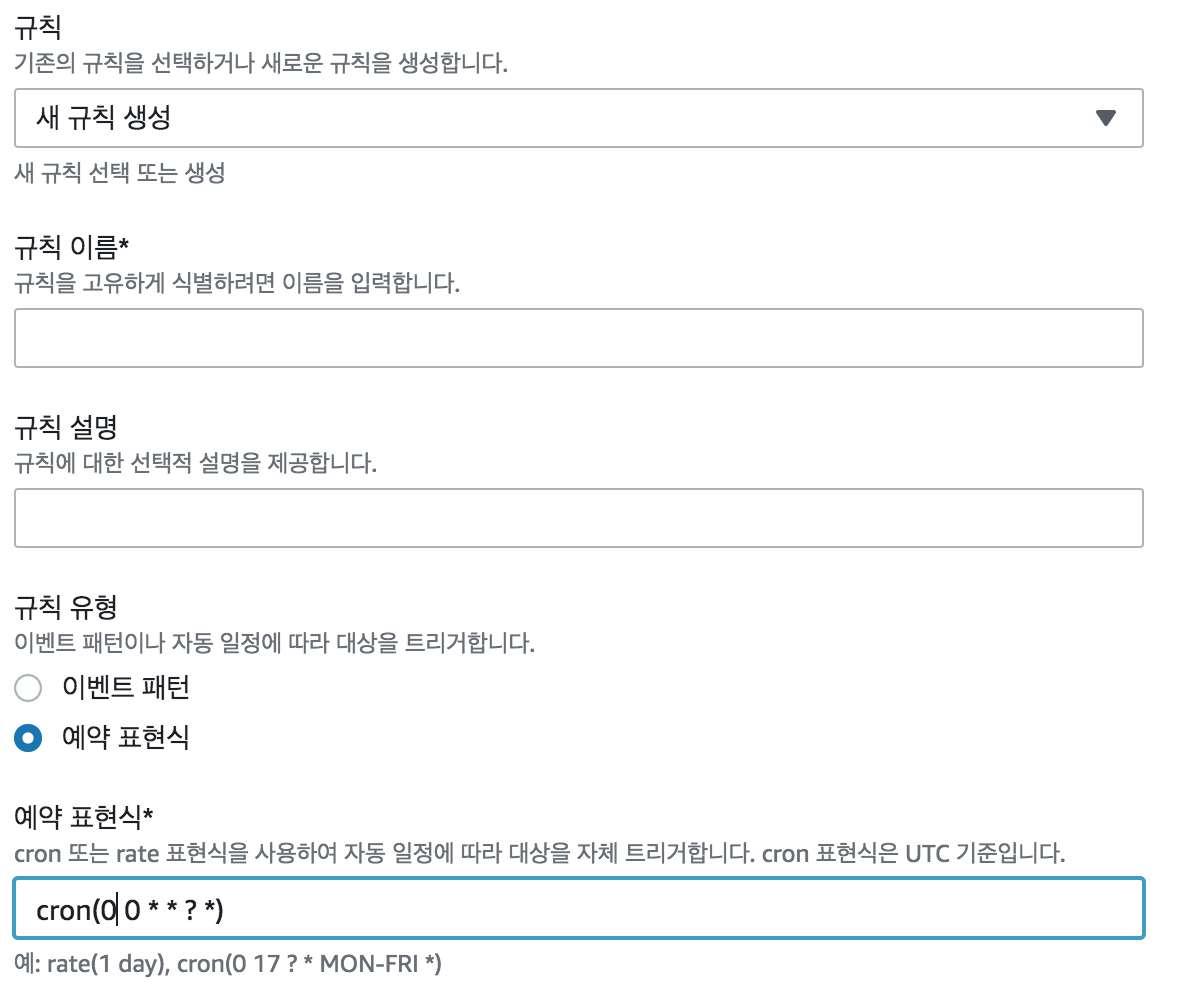 규칙
기존의 규칙을 선택하거나 새로운 규칙을 생성합니다.
새 규칙 생성
새 규칙 선택 또는 생성
규칙 이름*
규칙을 고유하게 식별하려면 이름을 입력합니다.
규칙 설명
규칙에 대한 선택적 설명을 제공합니다.
규칙 유형
이벤트 패턴이나 자동 일정에 따라 대상을 트리거합니다.
이벤트 패턴
예약 표현식
예약 표현식*
cron 또는 rate 표현식을 사용하여 자동 일정에 따라 대상을 자체 트리거합니다. cron 표현식은 UTC 기준입니다.
cron(0 0 * * ? *)
예: rate(1 day), cron(0 17 ? * MON-FRI *)